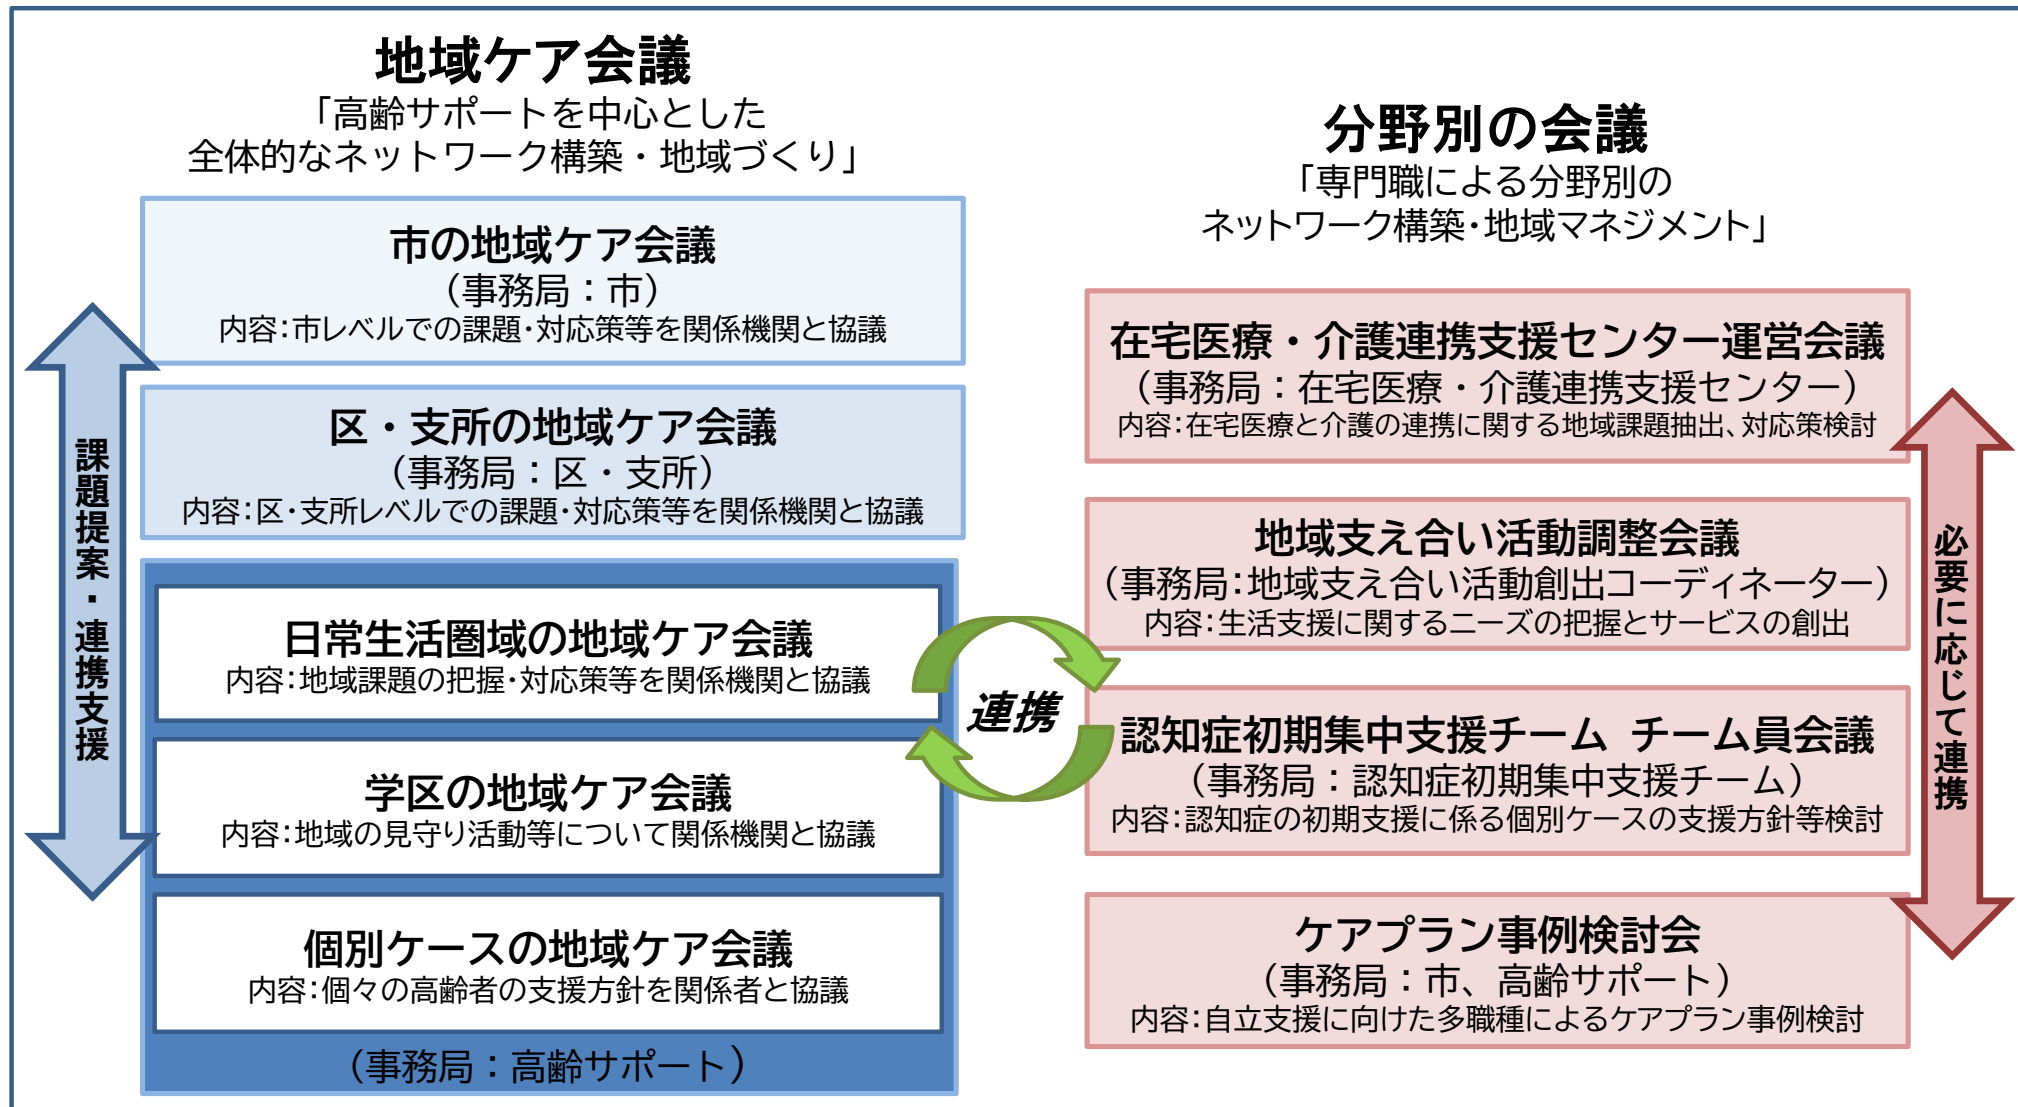 地域ケア会議
「高齢サポートを中心とした
全体的なネットワーク構築・地域づくり」
市の地域ケア会議
（事務局：市）
内容：市レベルでの課題・対応策等を関係機関と協議
区・支所の地域ケア会議
（事務局：区・支所）
内容：区・支所レベルでの課題・対応策等を関係機関と協議
日常生活圏域の地域ケア会議
内容：地域課題の把握・対応策等を関係機関と協議
学区の地域ケア会議
内容：地域の見守り活動等について関係機関と協議
個別ケースの地域ケア会議
内容：個々の高齢者の支援方針を関係者と協議
（事務局：高齢サポート）
課題提案・連携支援
連携
分野別の会議
「専門職による分野別の
ネットワーク構築・地域マネジメント」
在宅医療・介護連携支援センター運営会議
（事務局：在宅医療・介護連携支援センター）
内容：在宅医療と介護の連携に関する地域課題抽出、対応策検討
地域支え合い活動調整会議
（事務局：地域支え合い活動創出コーディネーター）
内容：生活支援に関するニーズの把握とサービスの創出
認知症初期集中支援チーム チーム員会議
（事務局：認知症初期集中支援チーム）
内容：認知症の初期支援に係る個別ケースの支援方針等検討
ケアプラン事例検討会
（事務局：市、高齢サポート）
内容：自立支援に向けた多職種によるケアプラン事例検討
必要に応じて連携